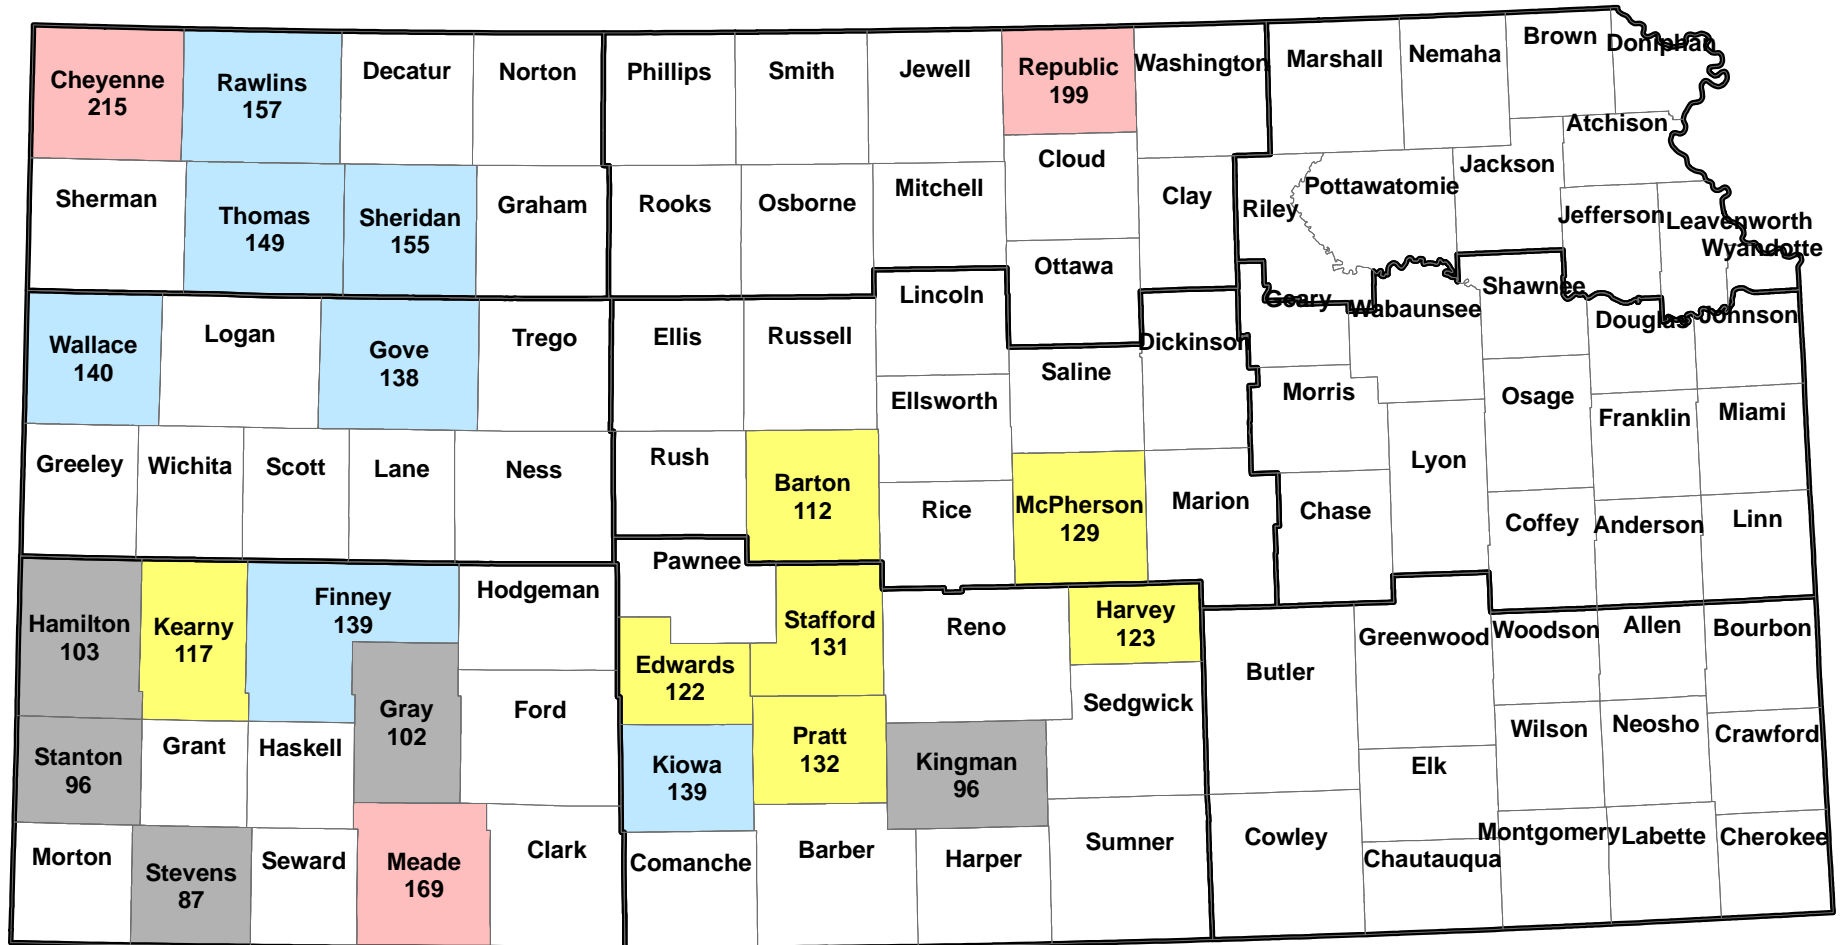 Cheyenne
215
Rawlins
157
Decatur
Norton
Phillips
Smith
Jewell
Republic
199
Washington
Marshall
Nemaha
Brown
Doniphan
Sherman
Thomas
149
Sheridan
155
Graham
Rooks
Osborne
Mitchell
Cloud
Clay
Riley
Pottawatomie
Jackson
Atchison
Jefferson
Leavenworth
Wyandotte
Ottawa
Wallace
140
Logan
Gove
138
Trego
Ellis
Russell
Lincoln
Ellsworth
Saline
Dickinson
Geary
Wabaunsee
Shawnee
Douglas
Johnson
Morris
Osage
Franklin
Miami
Greeley
Wichita
Scott
Lane
Ness
Rush
Barton
112
Rice
McPherson
129
Marion
Chase
Lyon
Coffey
Anderson
Linn
Hamilton
103
Kearny
117
Finney
139
Hodgeman
Pawnee
Stafford
131
Edwards
122
Reno
Harvey
123
Butler
Greenwood
Woodson
Allen
Bourbon
Stanton
96
Grant
Haskell
Gray
102
Ford
Kiowa
139
Pratt
132
Kingman
96
Sedgwick
Elk
Wilson
Neosho
Crawford
Morton
Stevens
87
Seward
Meade
169
Clark
Comanche
Barber
Harper
Sumner
Cowley
Chautauqua
Montgomery
Labette
Cherokee